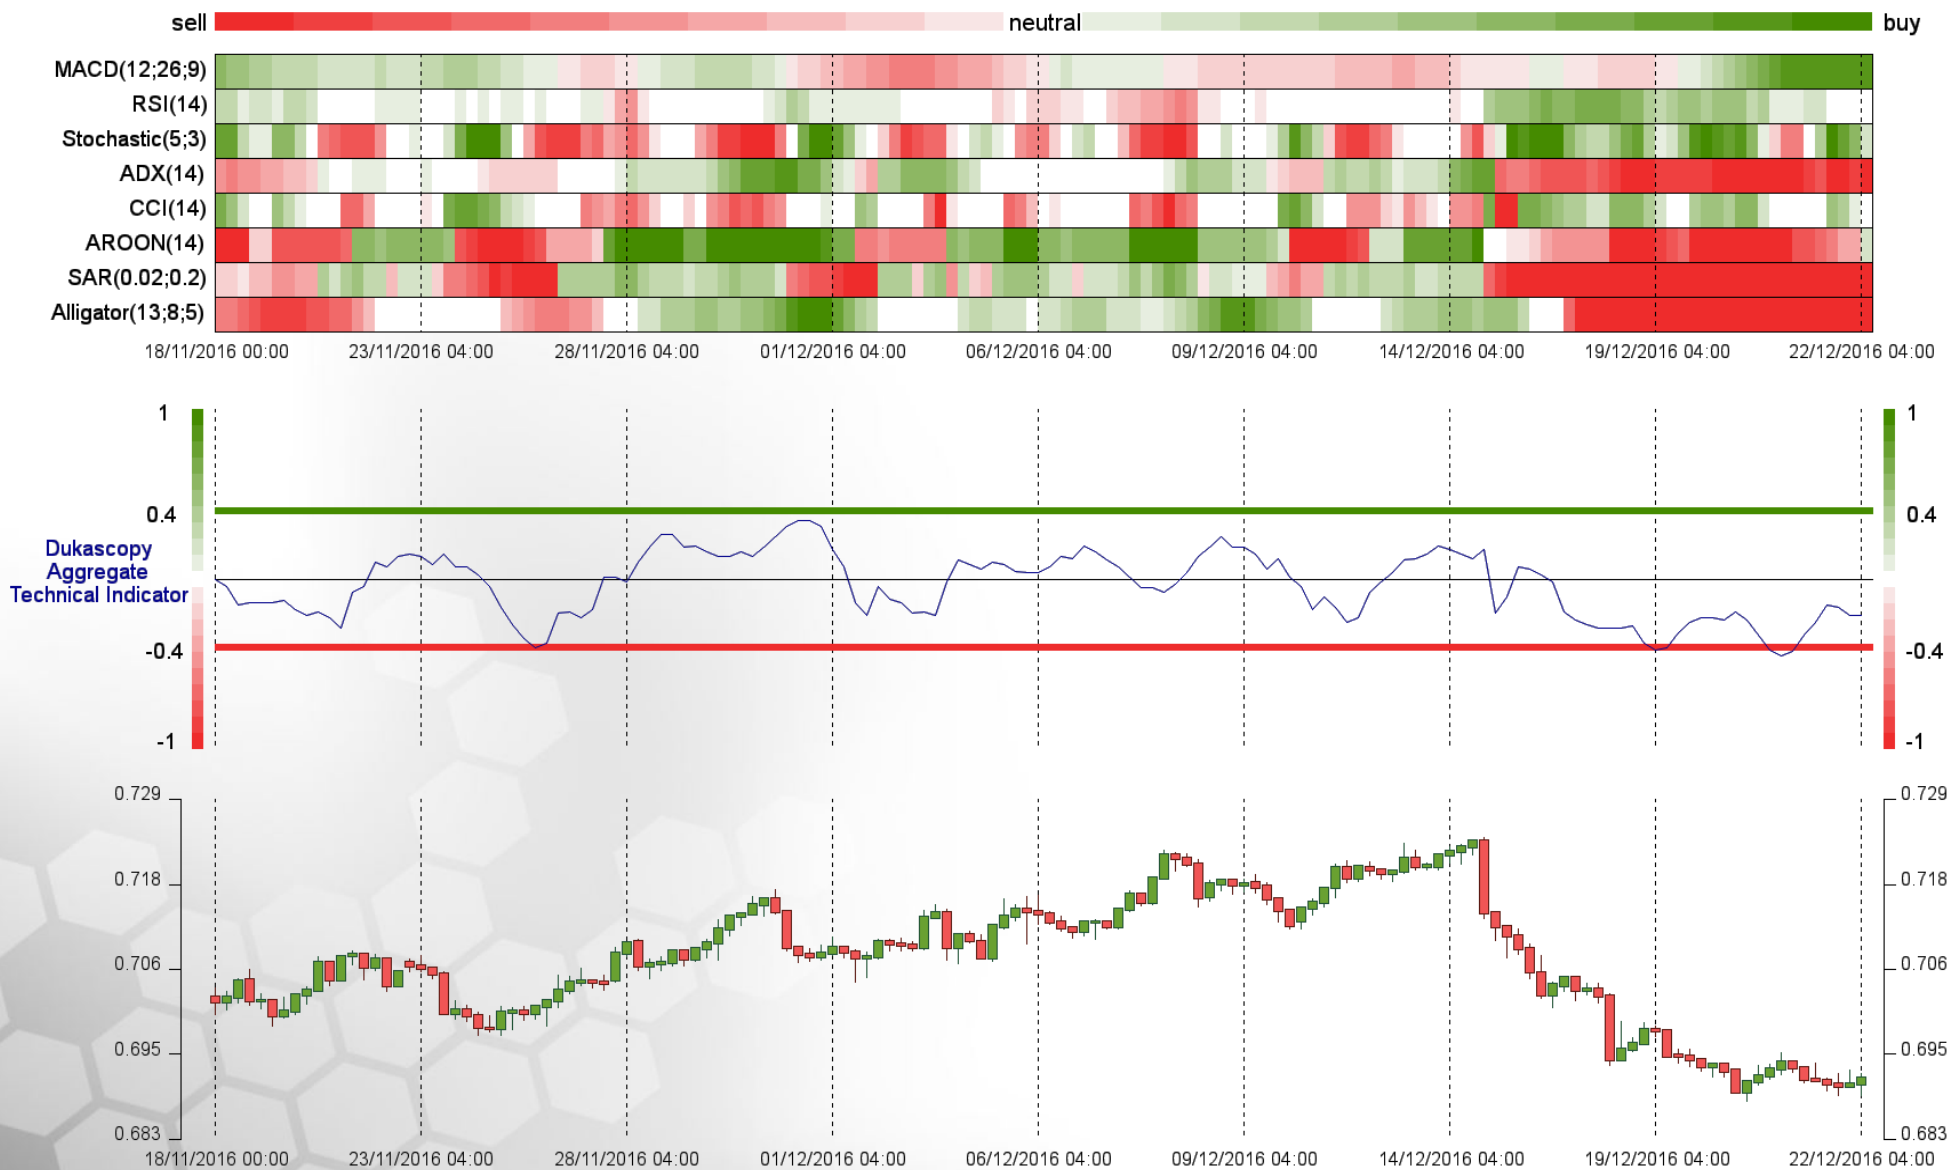 sell neutral buy
MACD(12;26;9)
RSI(14)
Stochastic(5;3)
ADX(14)
CCI(14)
AROON(14)
SAR(0.02;0.2)
Alligator(13;8;5)
18/11/2016 00:00 23/11/2016 04:00 28/11/2016 04:00 01/12/2016 04:00 06/12/2016 04:00 09/12/2016 04:00 14/12/2016 04:00 19/12/2016 04:00 22/12/2016 04:00
1 1
0.4 0.4
Dukascopy
Aggregate
Technical Indicator
-0.4 -0.4
-1 -1
0.729 0.729
0.718 0.718
0.706 0.706
0.695 0.695
0.683 0.683
18/11/2016 00:00 23/11/2016 04:00 28/11/2016 04:00 01/12/2016 04:00 06/12/2016 04:00 09/12/2016 04:00 14/12/2016 04:00 19/12/2016 04:00 22/12/2016 04:00